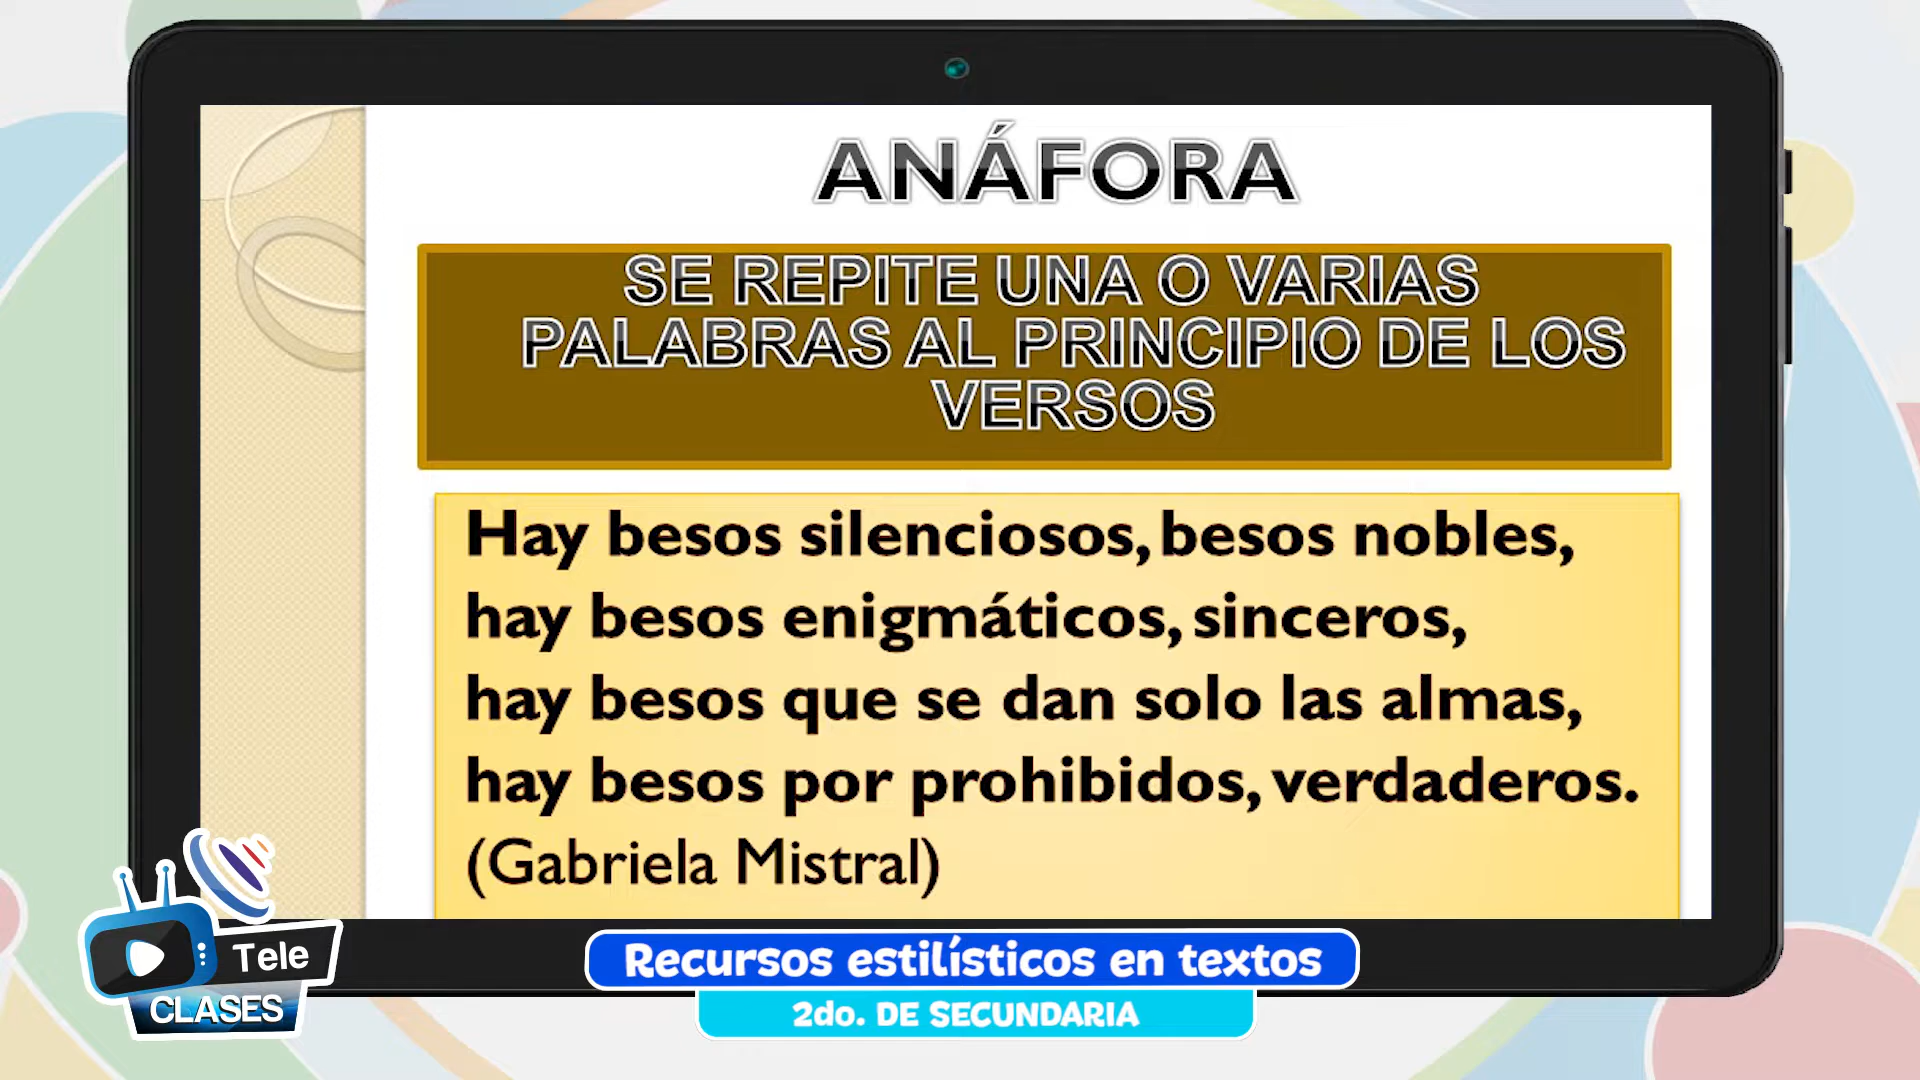 ANÁFORA
SE REPITE UNA O VARIAS
PALABRAS AL PRINCIPIO DE LOS
VERSOS
Hay besos silenciosos, besos nobles,
hay besos enigmáticos, sinceros,
hay besos que se dan solo las almas,
hay besos por prohibidos, verdaderos.
(Gabriela Mistral)
Tele
CLASES
Recursos estilísticos en textos
2do. DE SECUNDARIA